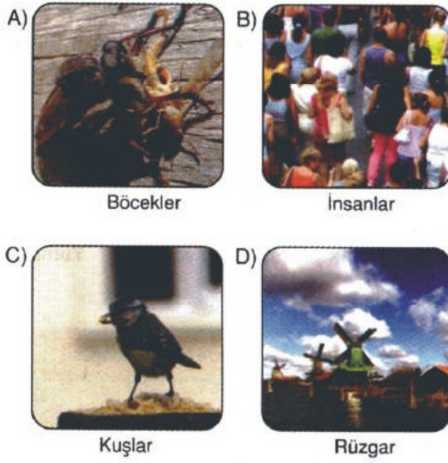 A)
B)
Böcekler
İnsanlar
C)
D)
Kuşlar
Rüzgar